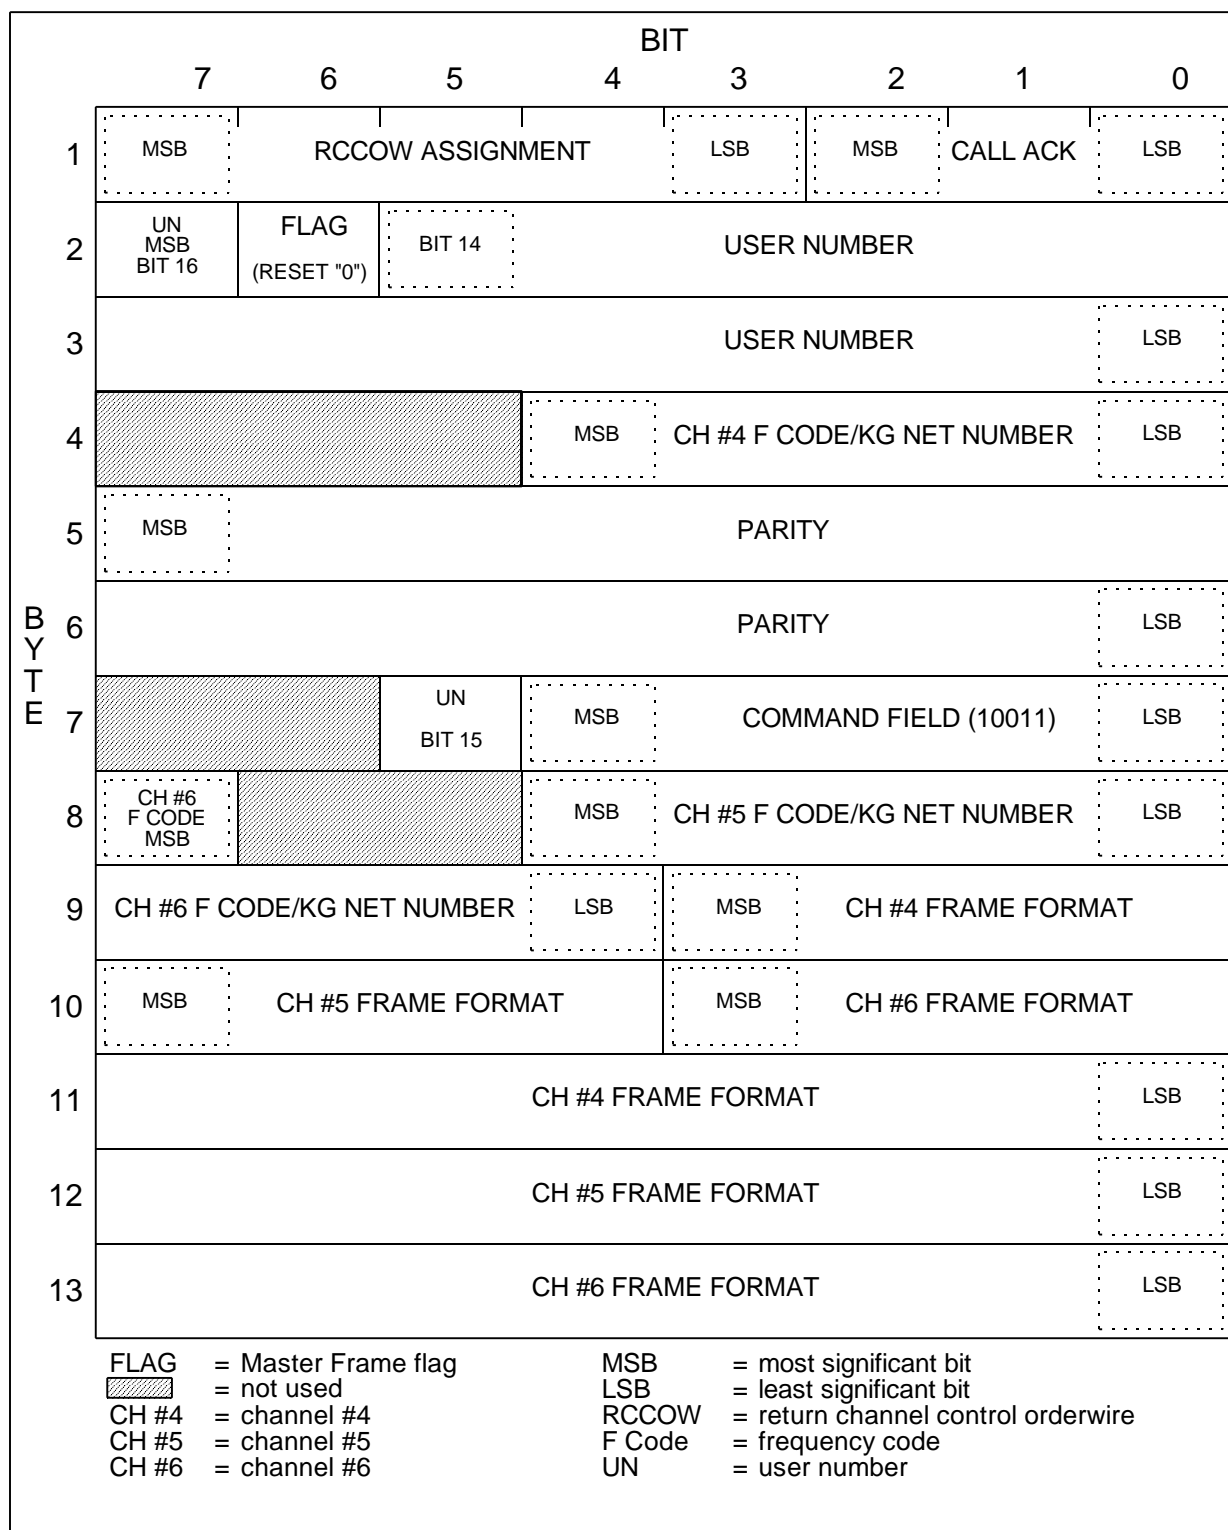 BIT
7 6 5 4 3 2 1 0
1 MSB RCCOW ASSIGNMENT LSB MSB CALL ACK LSB
2 UN MSB BIT 16 FLAG (RESET "0") BIT 14 USER NUMBER
3 USER NUMBER LSB
4 MSB CH #4 F CODE/KG NET NUMBER LSB
5 MSB PARITY
BYTE
6 PARITY LSB
7 UN BIT 15 MSB COMMAND FIELD (10011) LSB
8 CH #6 F CODE MSB MSB CH #5 F CODE/KG NET NUMBER LSB
9 CH #6 F CODE/KG NET NUMBER LSB MSB CH #4 FRAME FORMAT
10 MSB CH #5 FRAME FORMAT MSB CH #6 FRAME FORMAT
11 CH #4 FRAME FORMAT LSB
12 CH #5 FRAME FORMAT LSB
13 CH #6 FRAME FORMAT LSB
FLAG = Master Frame flag MSB = most significant bit
= not used LSB = least significant bit
CH #4 = channel #4 RCCOW = return channel control orderwire
CH #5 = channel #5 F Code = frequency code
CH #6 = channel #6 UN = user number